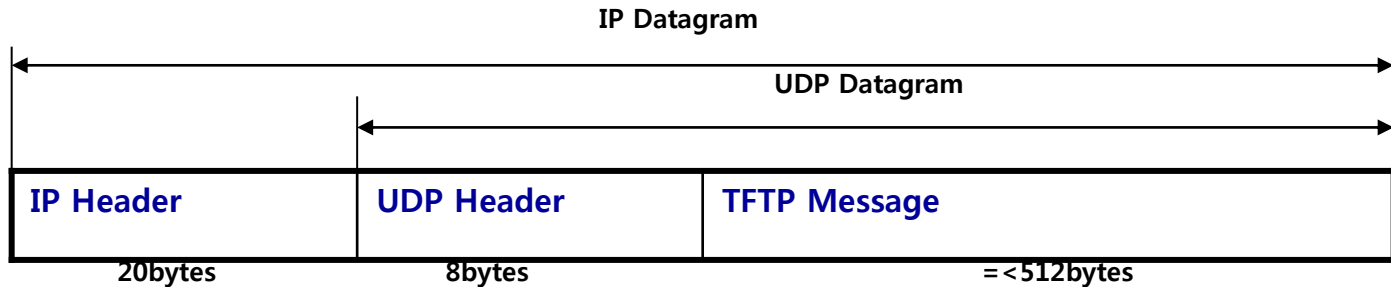 IP Datagram
UDP Datagram
IP Header UDP Header TFTP Message
20bytes 8bytes =<512bytes